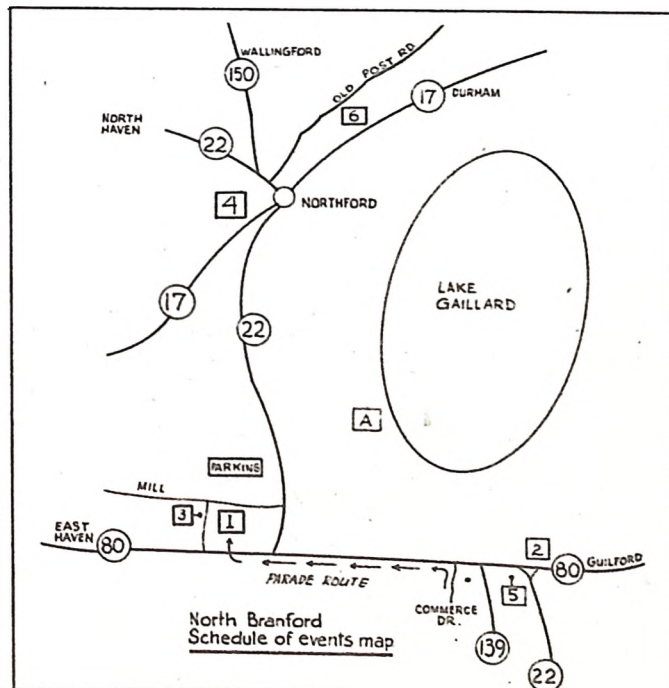 WALLINGFORD
150
OLD POST RD.
6
17
DURHAM
NORTH
HAVEN
22
4
NORTHFORD
17
22
LAKE
GAILLARD
A
PARKING
MILL
3
1
EAST
HAVEN
80
2
80
GUILFORD
PARADE ROUTE
COMMERCE
DR.
5
139
22
North Branford
Schedule of events map